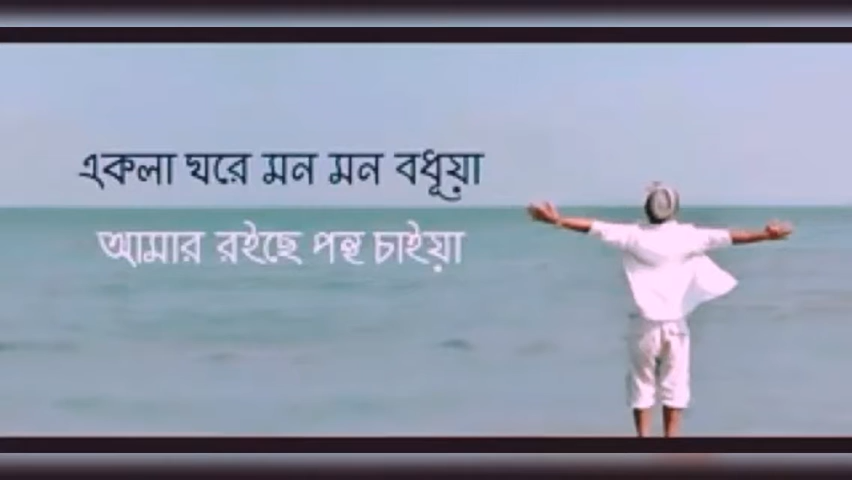 একলা ঘরে মন মন বধূয়া
আমার রইছে পন্থ চাইয়া